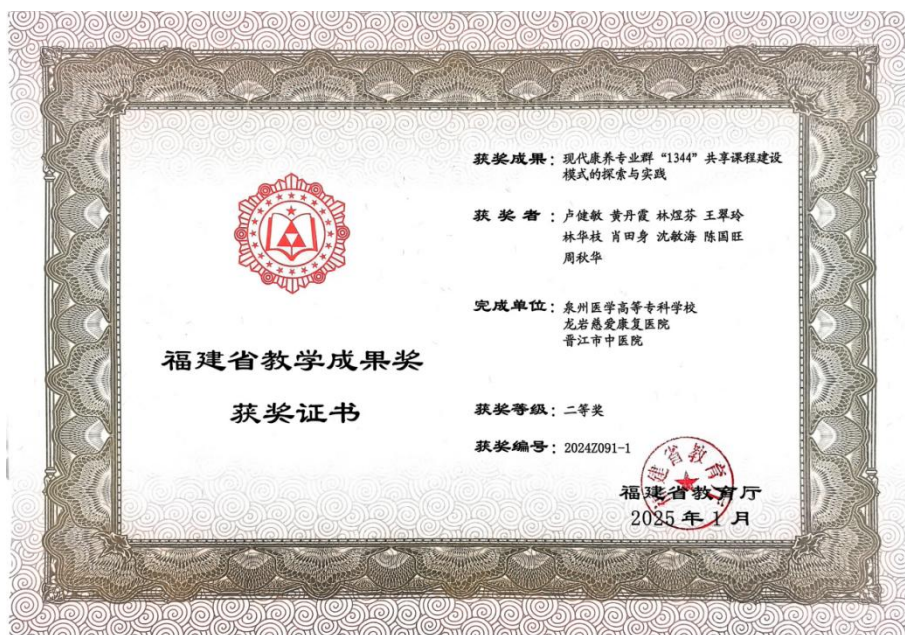 福建省教学成果奖
获奖证书
获奖成果：现代康养专业群“1344”共享课程建设
模式的探索与实践
获奖者：卢健敏 黄丹霞 林煜芬 王翠玲
林华枝 肖田身 沈敏海 陈国旺
周秋华
完成单位：泉州医学高等专科学校
龙岩慈爱康复医院
晋江市中医院
获奖等级：二等奖
获奖编号：2024Z091-1
福建省教育厅
福建省教育厅
2025年1月